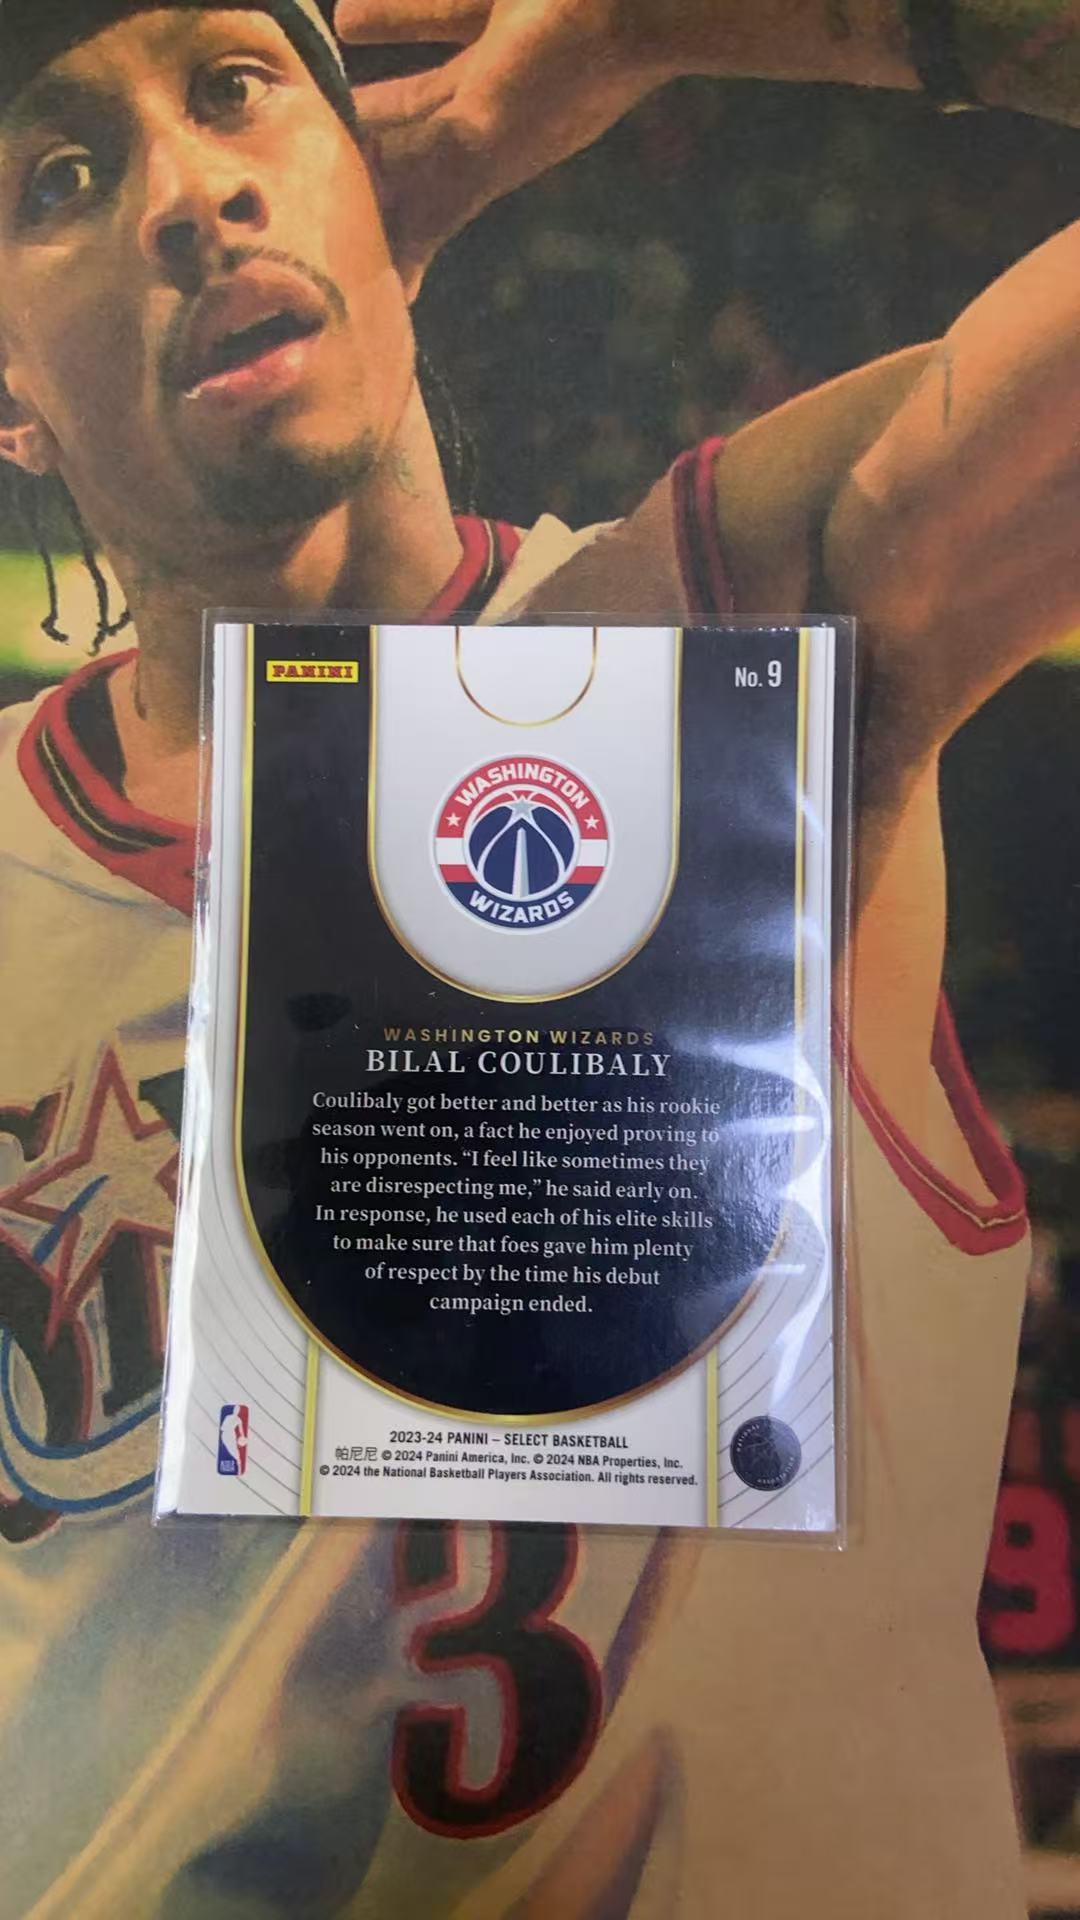 PANINI
No. 9
WASHINGTON
WIZARDS
WASHINGTON WIZARDS
BILAL COULIBALY
Coulibaly got better and better as his rookie
season went on, a fact he enjoyed proving to
his opponents. “I feel like sometimes they
are disrespecting me,” he said early on.
In response, he used each of his elite skills
to make sure that foes gave him plenty
of respect by the time his debut
campaign ended.
2023-24 PANINI – SELECT BASKETBALL
帕尼尼 © 2024 Panini America, Inc. © 2024 NBA Properties, Inc.
© 2024 the National Basketball Players Association. All rights reserved.
3
9